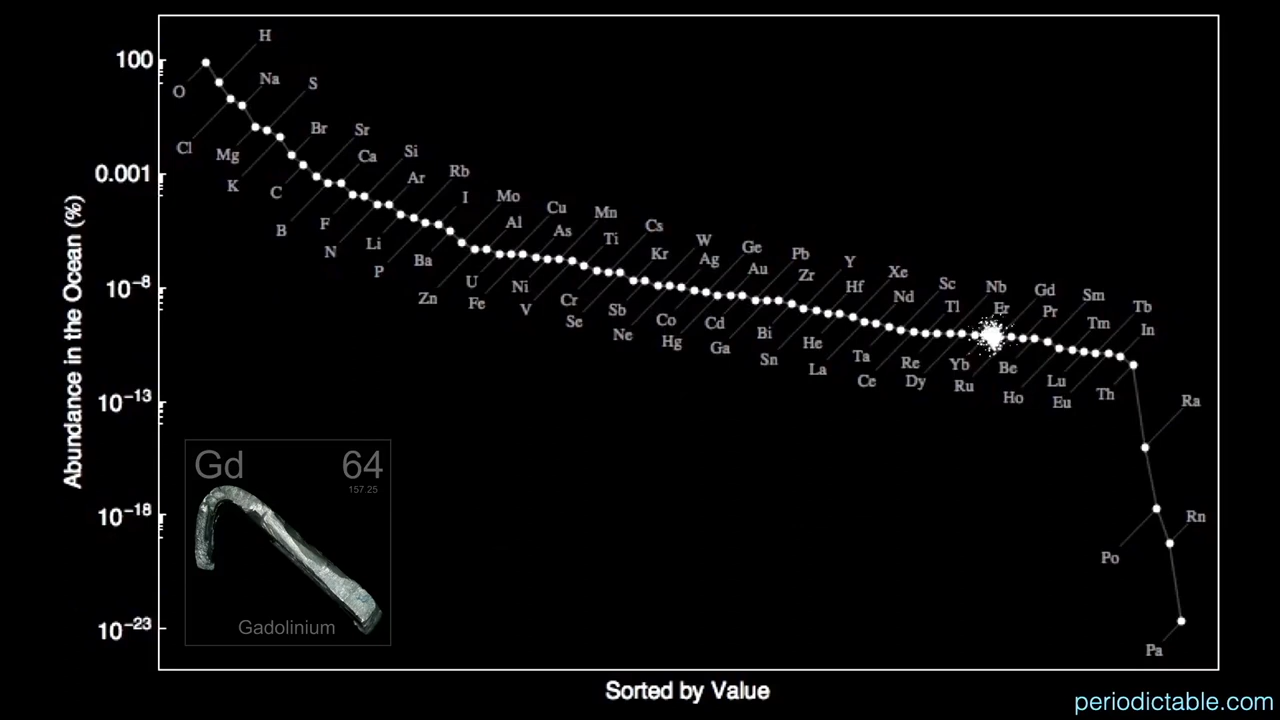 100
0.001
10⁻⁸
10⁻¹³
10⁻¹⁸
10⁻²³
Abundance in the Ocean (%)
H
O
Na
S
Cl
Mg
K
Br
C
Sr
Ca
B
Si
F
Ar
N
Rb
Li
I
P
Mo
Ba
Al
Zn
Cu
U
As
Fe
Mn
Ni
Ti
V
Cs
Cr
Kr
Se
W
Sb
Ag
Ne
Ge
Co
Au
Hg
Pb
Cd
Zr
Ga
Y
Bi
Hf
Sn
Xe
He
Nd
La
Sc
Ta
Tl
Ce
Nb
Re
Er
Dy
Gd
Yb
Pr
Ru
Sm
Be
Tm
Ho
Tb
Lu
In
Eu
Th
Ra
Po
Rn
Pa
Gd 64
157.25
Gadolinium
Sorted by Value
periodictable.com